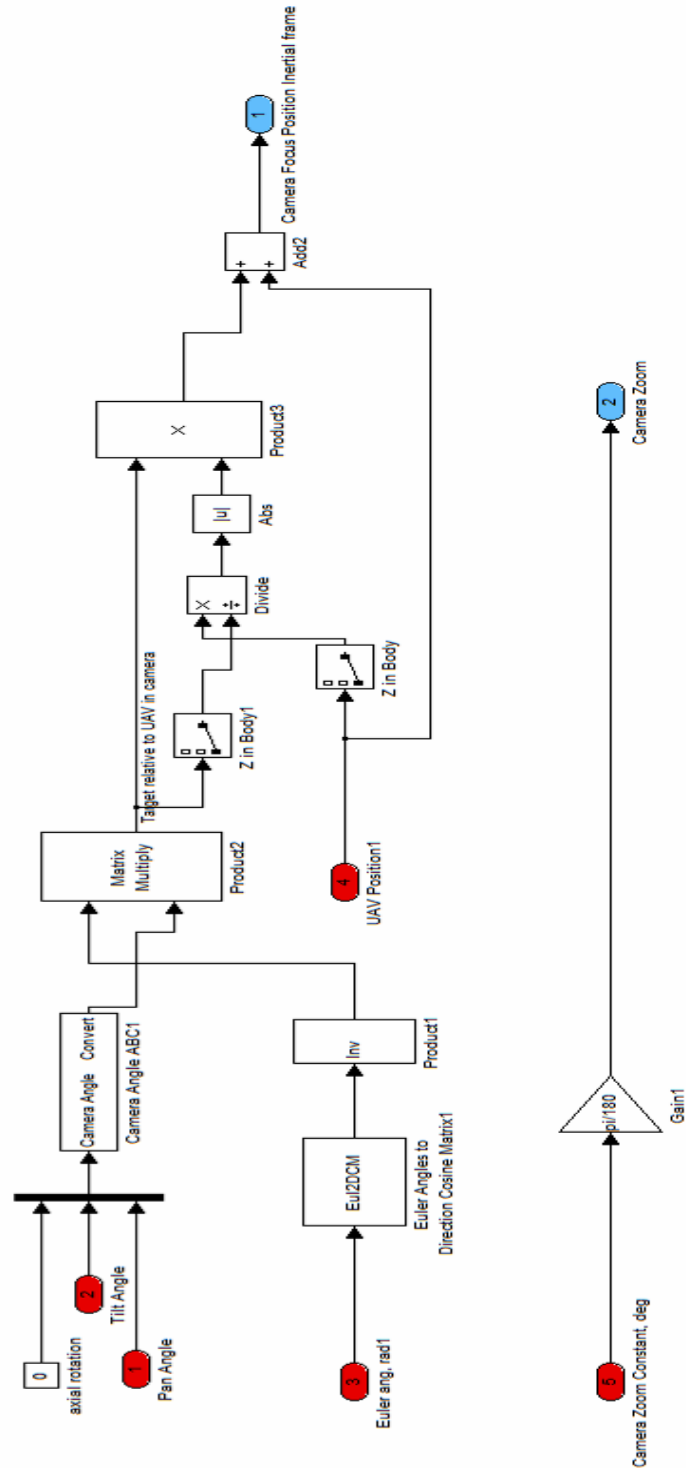 0
axial rotation
2
Tilt Angle
1
Pan Angle
Camera Angle Convert
Camera Angle ABC1
3
Euler ang, rad1
Eul2DCM
Euler Angles to
Direction Cosine Matrix1
Inv
Product1
Matrix
Multiply
Product2
Target relative to UAV in camera
Z in Body1
4
UAV Position1
Z in Body
×
÷
Divide
|u|
Abs
×
Product3
+
+
Add2
1
Camera Focus Position Inertial frame
5
Camera Zoom Constant, deg
pi/180
Gain1
2
Camera Zoom